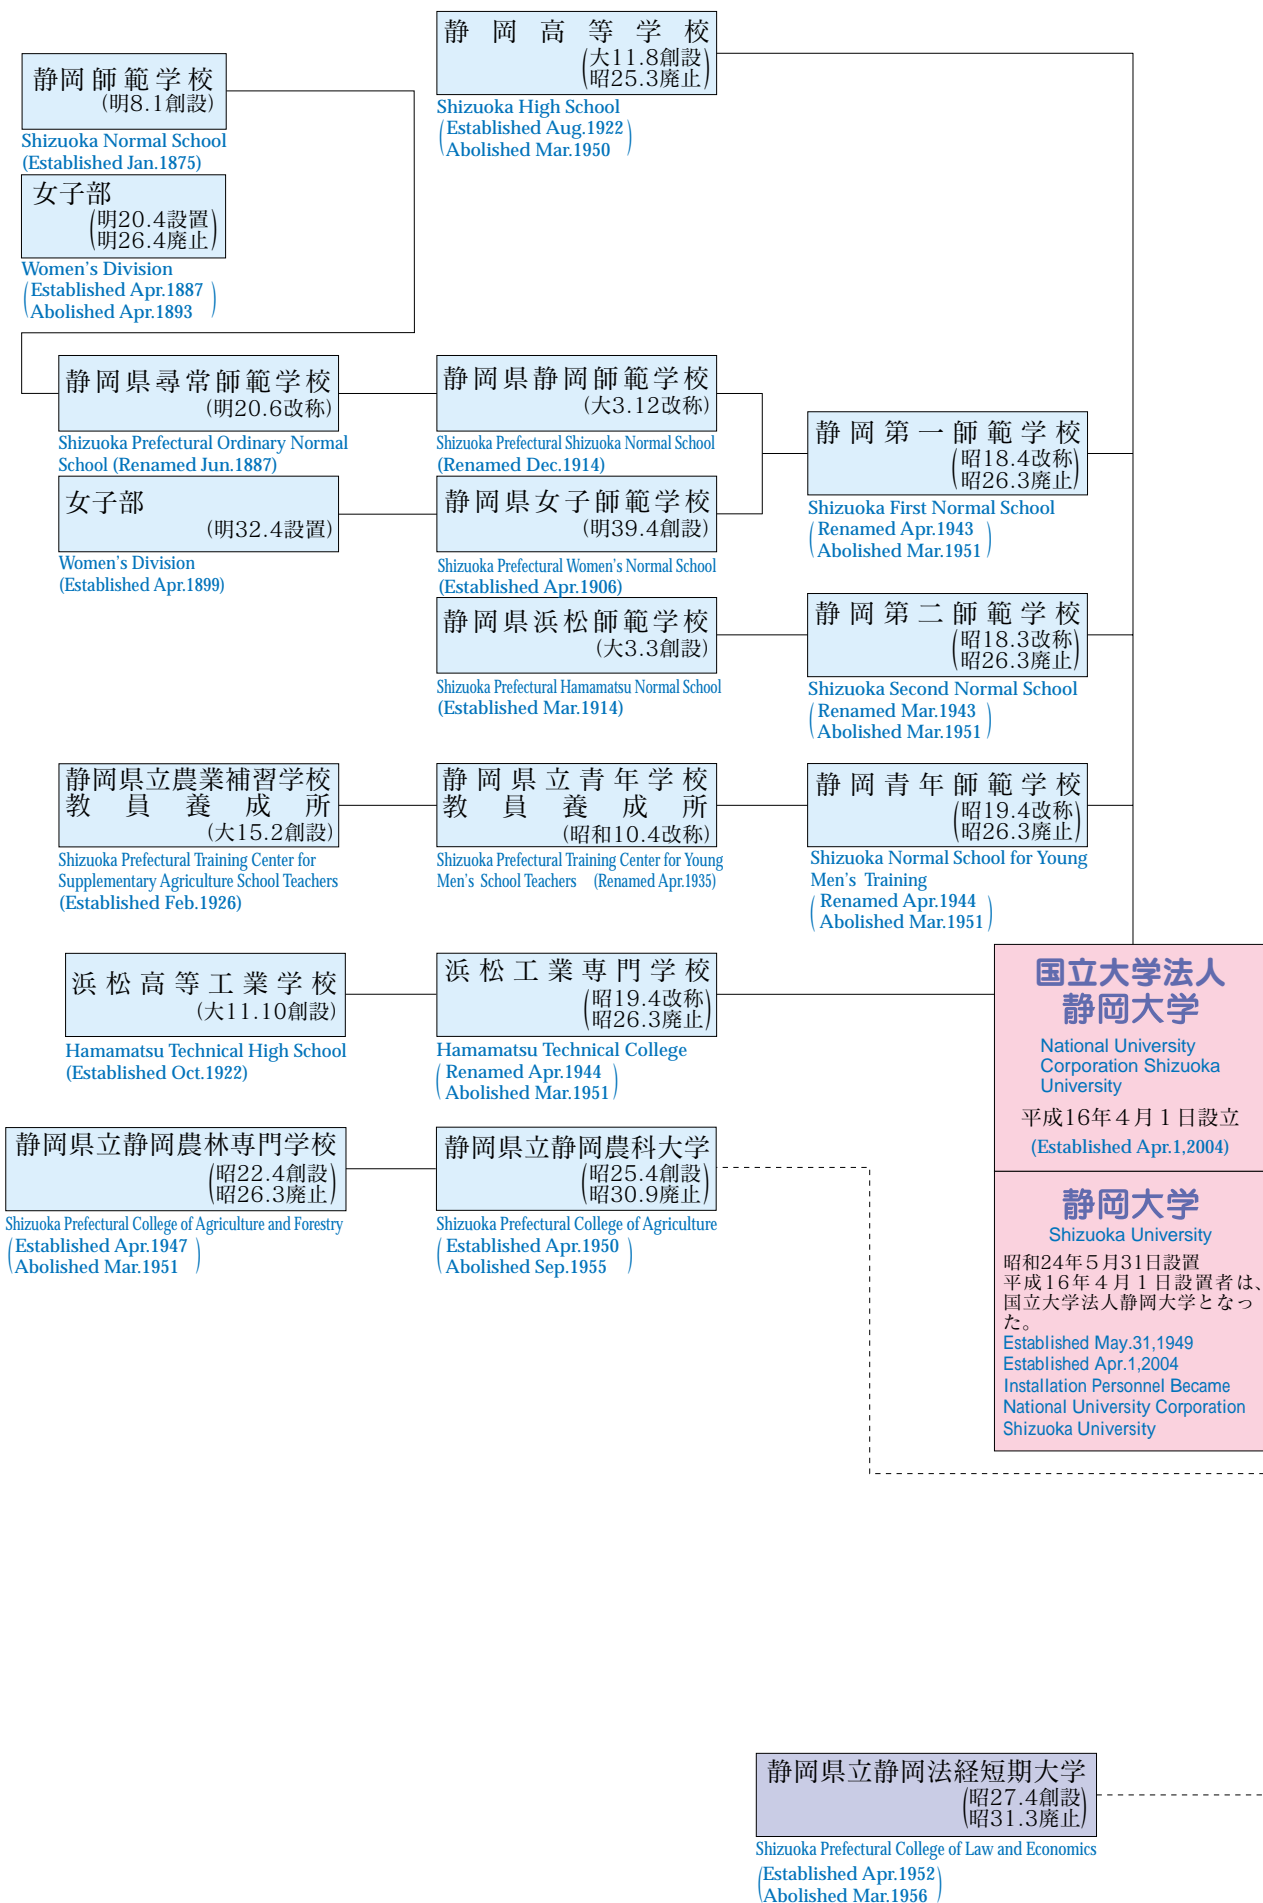 静岡高等学校
(大11.8創設
昭25.3廃止)
Shizuoka High School
(Established Aug.1922
Abolished Mar.1950)
静岡師範学校
(明8.1創設)
Shizuoka Normal School
(Established Jan.1875)
女子部
(明20.4設置
明26.4廃止)
Women's Division
(Established Apr.1887
Abolished Apr.1893)
静岡県尋常師範学校
(明20.6改称)
Shizuoka Prefectural Ordinary Normal
School (Renamed Jun.1887)
女子部
(明32.4設置)
Women's Division
(Established Apr.1899)
静岡県静岡師範学校
(大3.12改称)
Shizuoka Prefectural Shizuoka Normal School
(Renamed Dec.1914)
静岡県女子師範学校
(明39.4創設)
Shizuoka Prefectural Women's Normal School
(Established Apr.1906)
静岡第一師範学校
(昭18.4改称
昭26.3廃止)
Shizuoka First Normal School
(Renamed Apr.1943
Abolished Mar.1951)
静岡県浜松師範学校
(大3.3創設)
Shizuoka Prefectural Hamamatsu Normal School
(Established Mar.1914)
静岡第二師範学校
(昭18.3改称
昭26.3廃止)
Shizuoka Second Normal School
(Renamed Mar.1943
Abolished Mar.1951)
静岡県立農業補習学校
教員養成所
(大15.2創設)
Shizuoka Prefectural Training Center for
Supplementary Agriculture School Teachers
(Established Feb.1926)
静岡県立青年学校
教員養成所
(昭和10.4改称)
Shizuoka Prefectural Training Center for Young
Men's School Teachers (Renamed Apr.1935)
静岡青年師範学校
(昭19.4改称
昭26.3廃止)
Shizuoka Normal School for Young
Men's Training
(Renamed Apr.1944
Abolished Mar.1951)
浜松高等工業学校
(大11.10創設)
Hamamatsu Technical High School
(Established Oct.1922)
浜松工業専門学校
(昭19.4改称
昭26.3廃止)
Hamamatsu Technical College
(Renamed Apr.1944
Abolished Mar.1951)
国立大学法人
静岡大学
National University
Corporation Shizuoka
University
平成16年４月１日設立
(Established Apr.1,2004)
静岡大学
Shizuoka University
昭和24年５月31日設置
平成16年４月１日設置者は、
国立大学法人静岡大学となっ
た。
Established May.31,1949
Established Apr.1,2004
Installation Personnel Became
National University Corporation
Shizuoka University
静岡県立静岡農林専門学校
(昭22.4創設
昭26.3廃止)
Shizuoka Prefectural College of Agriculture and Forestry
(Established Apr.1947
Abolished Mar.1951)
静岡県立静岡農科大学
(昭25.4創設
昭30.9廃止)
Shizuoka Prefectural College of Agriculture
(Established Apr.1950
Abolished Sep.1955)
静岡県立静岡法経短期大学
(昭27.4創設
昭31.3廃止)
Shizuoka Prefectural College of Law and Economics
(Established Apr.1952
Abolished Mar.1956)